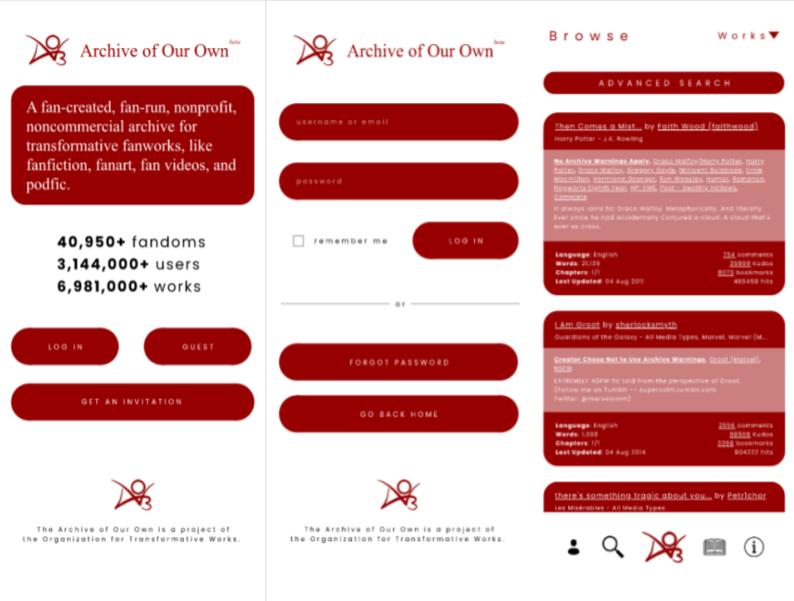 Archive of Our Own beta
A fan-created, fan-run, nonprofit,
noncommercial archive for
transformative fanworks, like
fanfiction, fanart, fan videos, and
podfic.
40,950+ fandoms
3,144,000+ users
6,981,000+ works
LOG IN
GUEST
GET AN INVITATION
The Archive of Our Own is a project of
the Organization for Transformative Works.
Archive of Our Own beta
username or email
password
remember me
LOG IN
or
FORGOT PASSWORD
GO BACK HOME
The Archive of Our Own is a project of
the Organization for Transformative Works.
Browse
Works▼
ADVANCED SEARCH
Then Comes a Mist... by Faith Wood (faithwood)
Harry Potter - J.K. Rowling
No Archive Warnings Apply, Draco Malfoy/Harry Potter, Harry
Potter, Draco Malfoy, Gregory Goyle, Millicent Bulstrode, Ernie
Macmillan, Hermione Granger, Ron Weasley, Humor, Romance,
Hogwarts Eighth Year, HP: EWE, Post - Deathly Hallows,
Complete
It always rains for Draco Malfoy. Metaphorically. And literally.
Ever since he had accidentally Conjured a cloud. A cloud that's
ever so cross.
Language: English
754 comments
Words: 21,139
Kudos
Chapters: 1/1
8073 bookmarks
Last Updated: 04 Aug 2011
hits
I Am Groot by sherlocksmyth
Guardians of the Galaxy - All Media Types, Marvel, Marvel (M...
Creator Chose Not to Use Archive Warnings, Groot (Marvel),
NSFW
EXTREMELY NSFW fic told from the perspective of Groot.
(Follow me on Tumblr -- supercolm.tumblr.com
Twitter:
Language: English
2556 comments
Words:
Kudos
Chapters: 1/1
bookmarks
Last Updated: 04 Aug 2014
hits
there's something tragic about you... by Petr1chor
Les Misérables - All Media Types